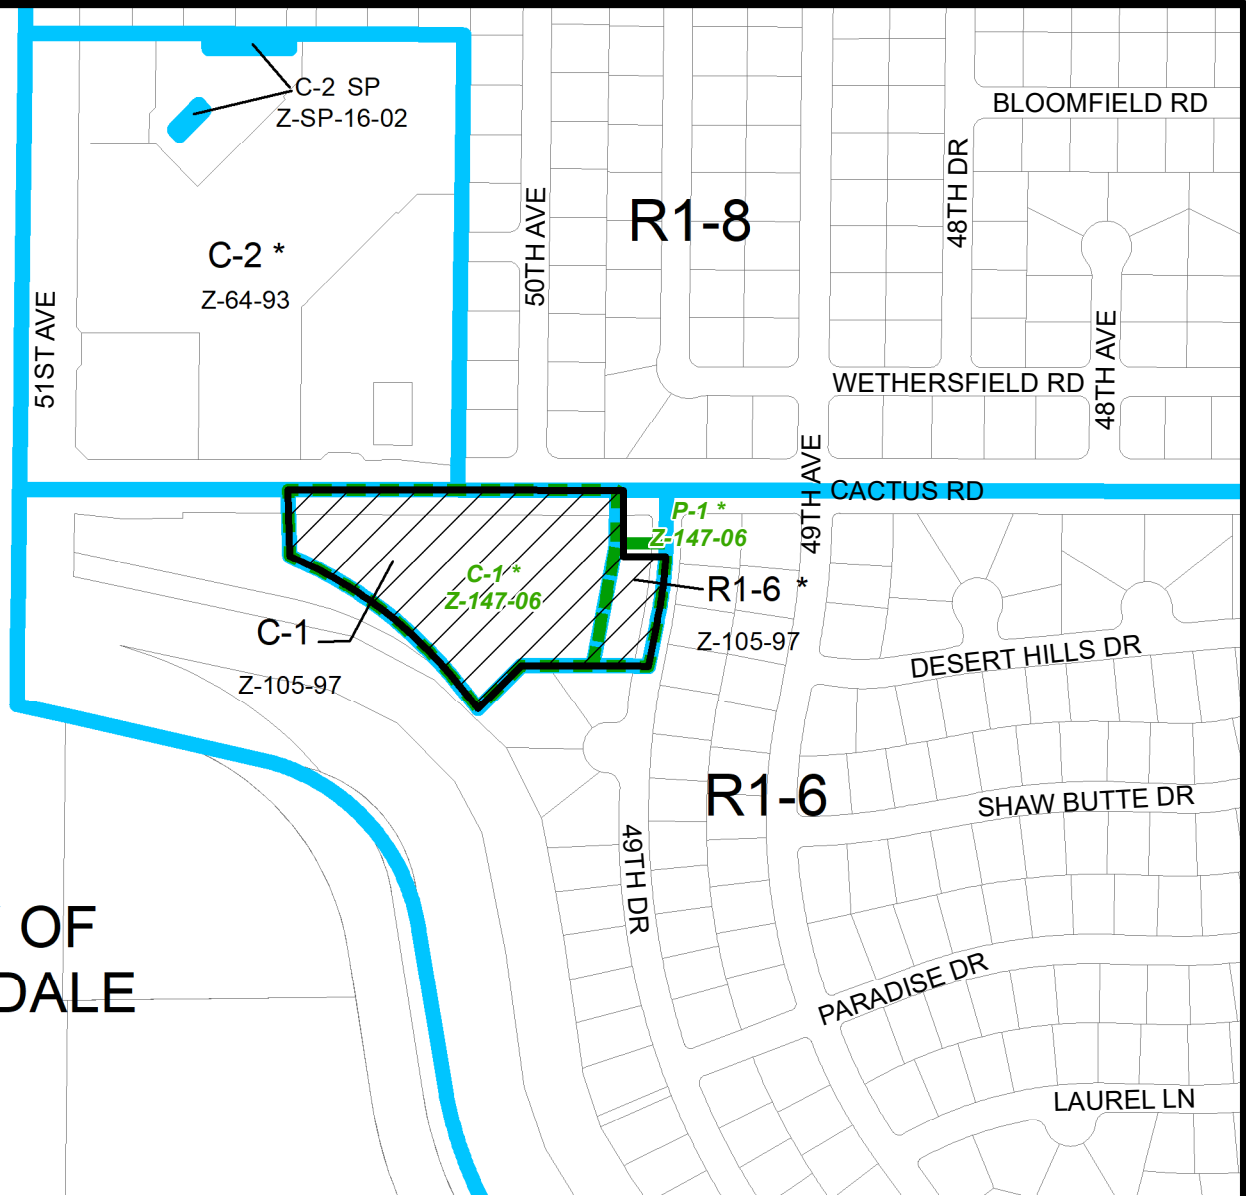 C-2 SP
Z-SP-16-02
BLOOMFIELD RD
48TH DR
R1-8
50TH AVE
C-2 *
Z-64-93
51ST AVE
48TH AVE
WETHERSFIELD RD
49TH AVE
CACTUS RD
P-1 *
Z-147-06
C-1 *
Z-147-06
R1-6 *
Z-105-97
C-1
Z-105-97
DESERT HILLS DR
R1-6
SHAW BUTTE DR
49TH DR
OF
DALE
PARADISE DR
LAUREL LN